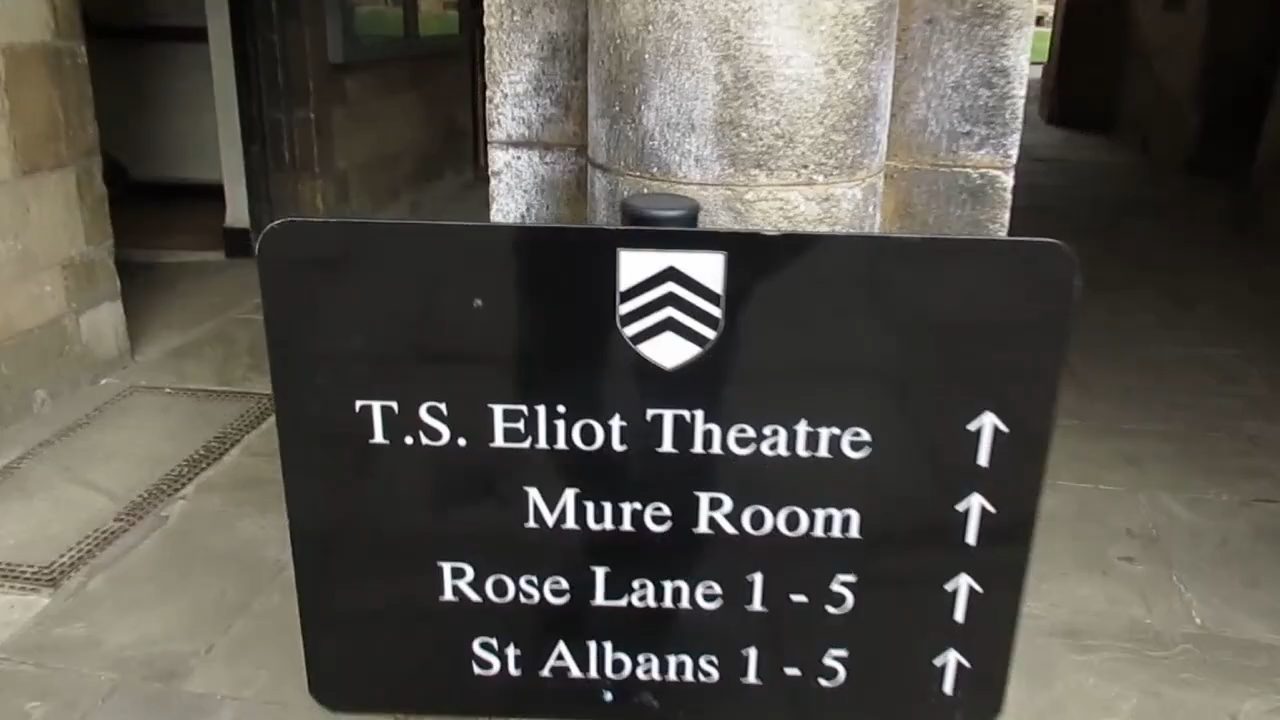 T.S. Eliot Theatre ↑
Mure Room ↑
Rose Lane 1 - 5 ↑
St Albans 1 - 5 ↑